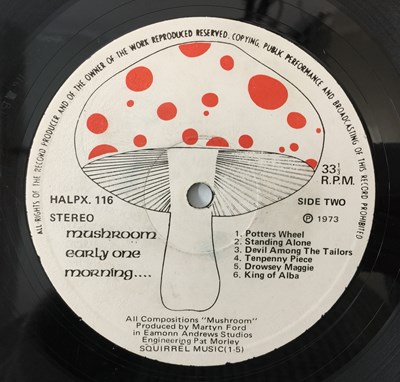 ALL RIGHTS OF THE RECORD PRODUCER AND OF THE OWNER OF THE WORK REPRODUCED RESERVED. COPYING, PUBLIC PERFORMANCE AND BROADCASTING OF THIS RECORD PROHIBITED
33⅓
R.P.M.
HALPX. 116
STEREO
SIDE TWO
Ⓟ 1973
mushroom
early one
morning....
1. Potters Wheel
2. Standing Alone
3. Devil Among The Tailors
4. Tenpenny Piece
5. Drowsey Maggie
6. King of Alba
All Compositions "Mushroom"
Produced by Martyn Ford
in Eamonn Andrews Studios
Engineering Pat Morley
SQUIRREL MUSIC(1-5)